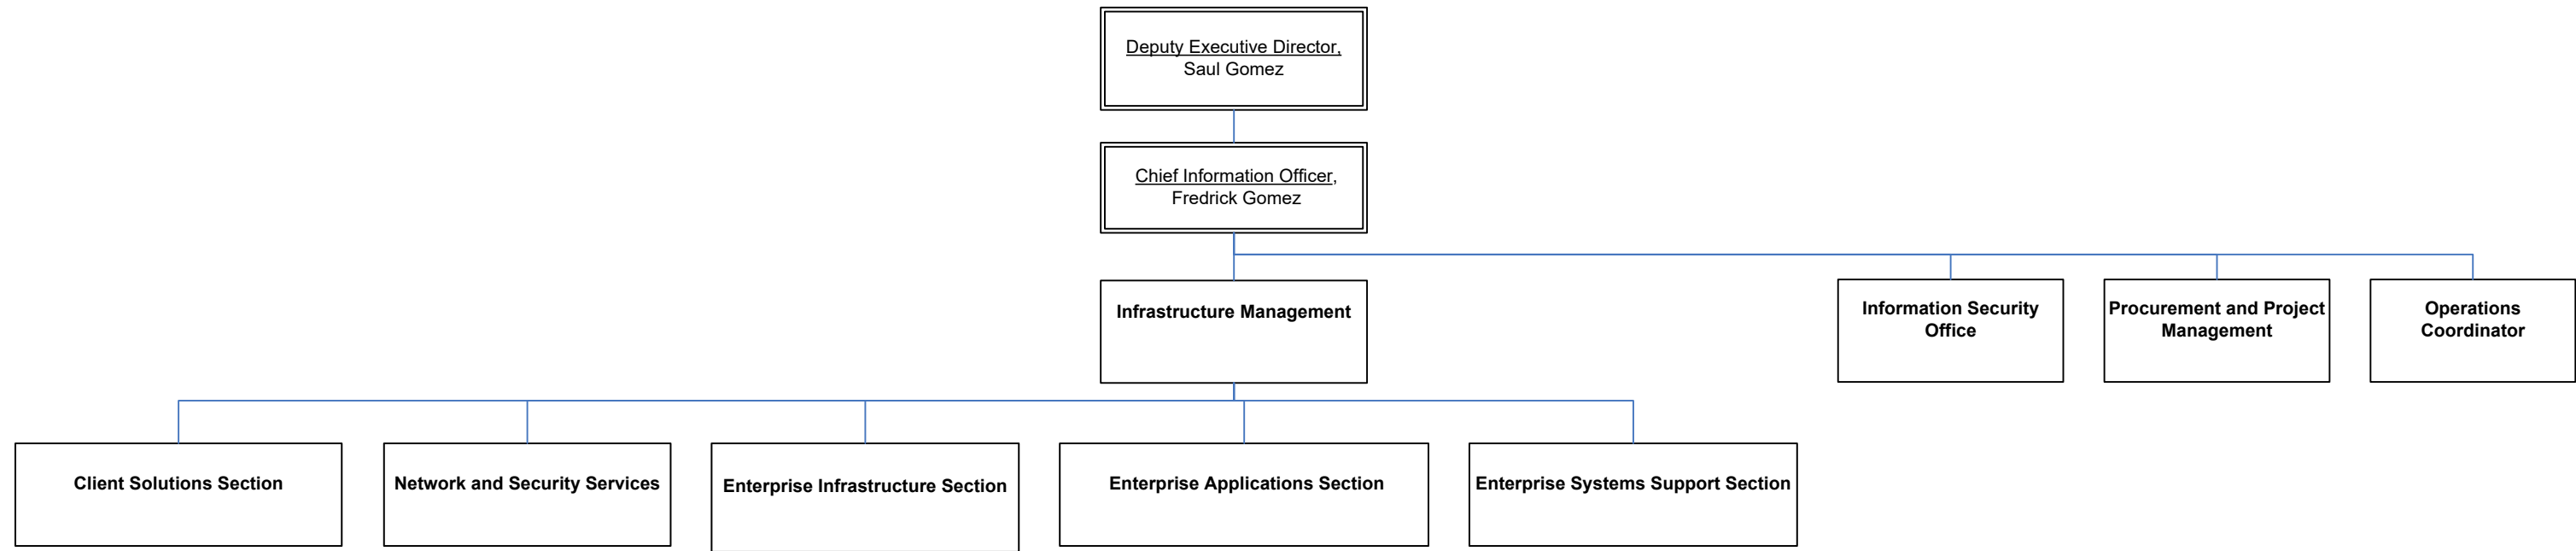 Deputy Executive Director,
Saul Gomez
Chief Information Officer,
Fredrick Gomez
Infrastructure Management
Information Security
Office
Procurement and Project
Management
Operations
Coordinator
Client Solutions Section
Network and Security Services
Enterprise Infrastructure Section
Enterprise Applications Section
Enterprise Systems Support Section